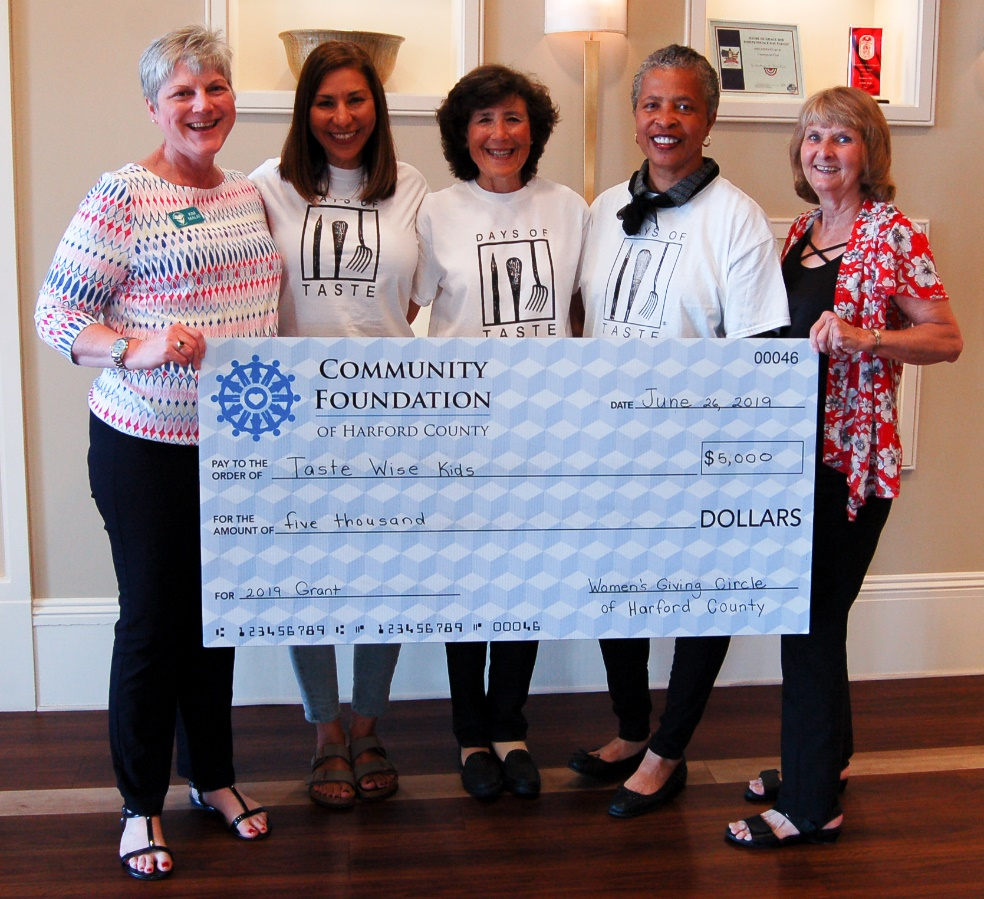 DAYS OF
TASTE
DAYS OF
TASTE
DAYS OF
TASTE
COMMUNITY
FOUNDATION
OF HARFORD COUNTY
00046
DATE June 26, 2019
PAY TO THE
ORDER OF Taste Wise Kids
$5,000
FOR THE
AMOUNT OF five thousand DOLLARS
FOR 2019 Grant
Women's Giving Circle
of Harford County
⑆ 123456789 ⑆ ⑈ 123456789 ⑈ 00046